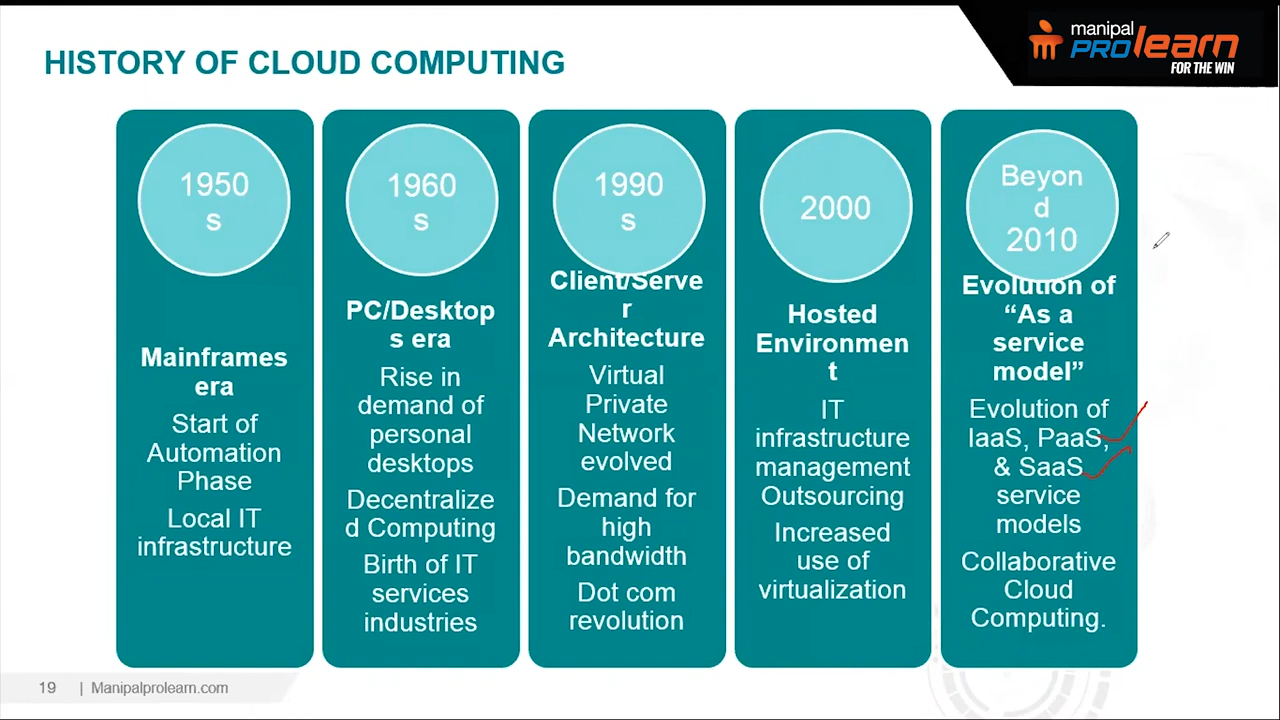 HISTORY OF CLOUD COMPUTING
manipal
PROlearn
FOR THE WIN
1950
s
Mainframes
era
Start of
Automation
Phase
Local IT
infrastructure
1960
s
PC/Desktop
s era
Rise in
demand of
personal
desktops
Decentralize
d Computing
Birth of IT
services
industries
1990
s
Client/Serve
r
Architecture
Virtual
Private
Network
evolved
Demand for
high
bandwidth
Dot com
revolution
2000
Hosted
Environmen
t
IT
infrastructure
management
Outsourcing
Increased
use of
virtualization
Beyon
d
2010
Evolution of
“As a
service
model”
Evolution of
IaaS, PaaS,
& SaaS
service
models
Collaborative
Cloud
Computing.
19 | Manipalprolearn.com